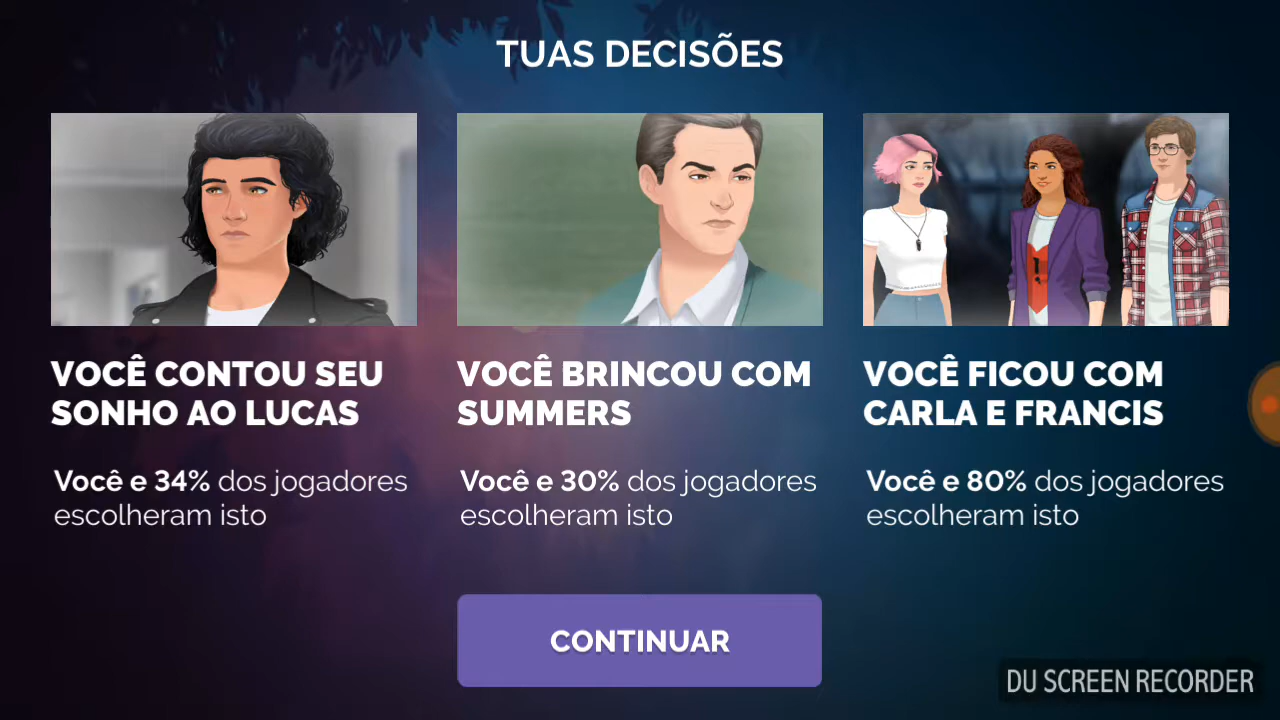 TUAS DECISÕES
VOCÊ CONTOU SEU
SONHO AO LUCAS
Você e 34% dos jogadores
escolheram isto
VOCÊ BRINCOU COM
SUMMERS
Você e 30% dos jogadores
escolheram isto
VOCÊ FICOU COM
CARLA E FRANCIS
Você e 80% dos jogadores
escolheram isto
CONTINUAR
DU SCREEN RECORDER